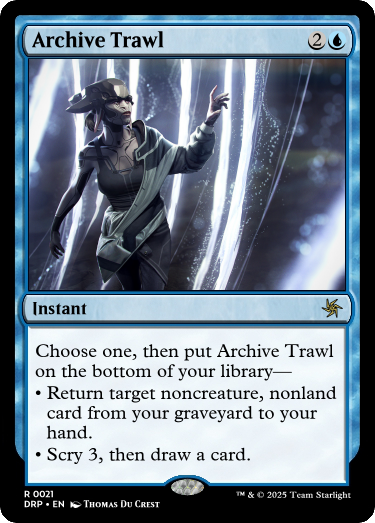 Archive Trawl 2
Instant
Choose one, then put Archive Trawl
on the bottom of your library—
• Return target noncreature, nonland
card from your graveyard to your
hand.
• Scry 3, then draw a card.
R 0021
DRP • EN Thomas Du Crest
™ & © 2025 Team Starlight